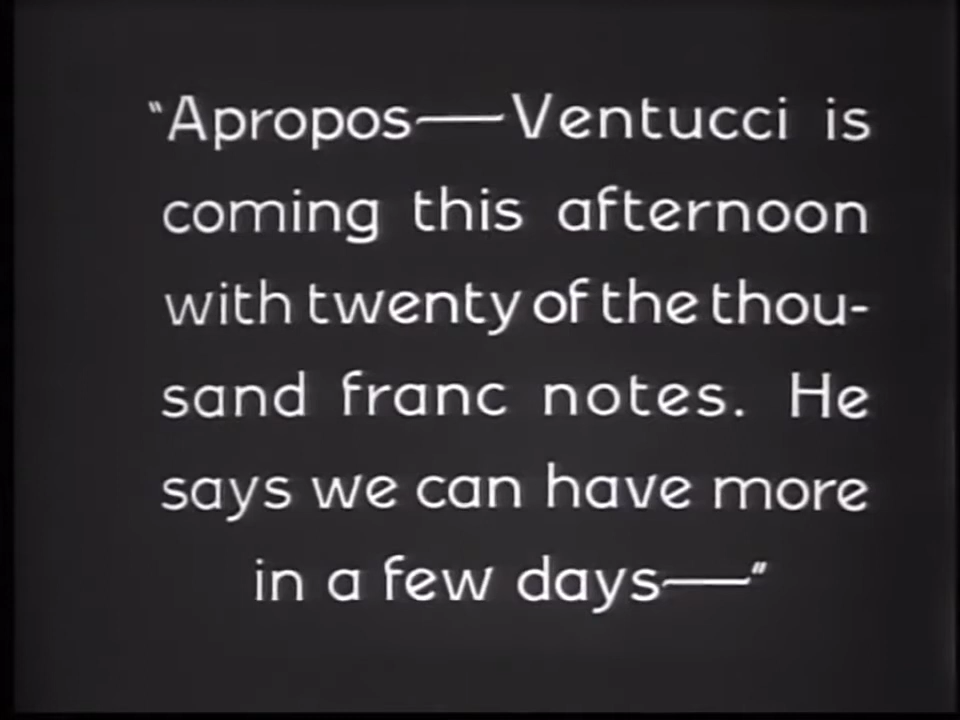 "Apropos—Ventucci is
coming this afternoon
with twenty of the thou-
sand franc notes. He
says we can have more
in a few days—"